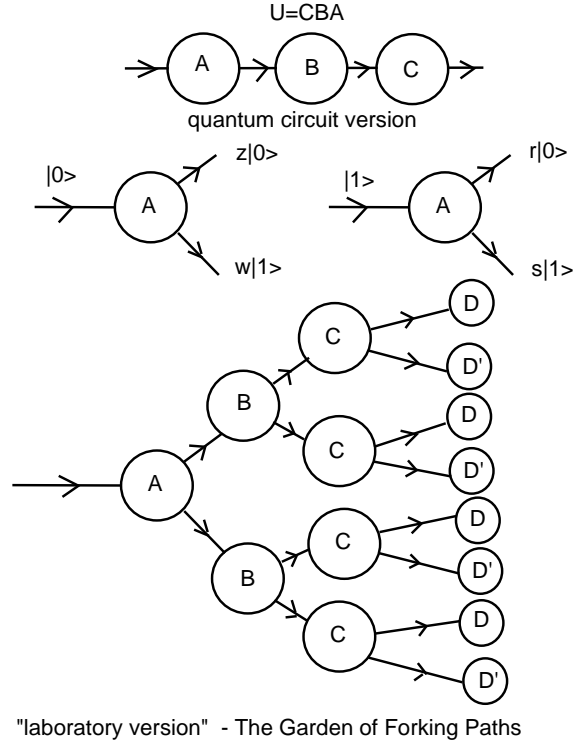 U=CBA
A B C
quantum circuit version
|0> A z|0> w|1>
|1> A r|0> s|1>
D
C
D'
B
D
C
D'
A
D
C
D'
B
D
C
D'
"laboratory version" - The Garden of Forking Paths